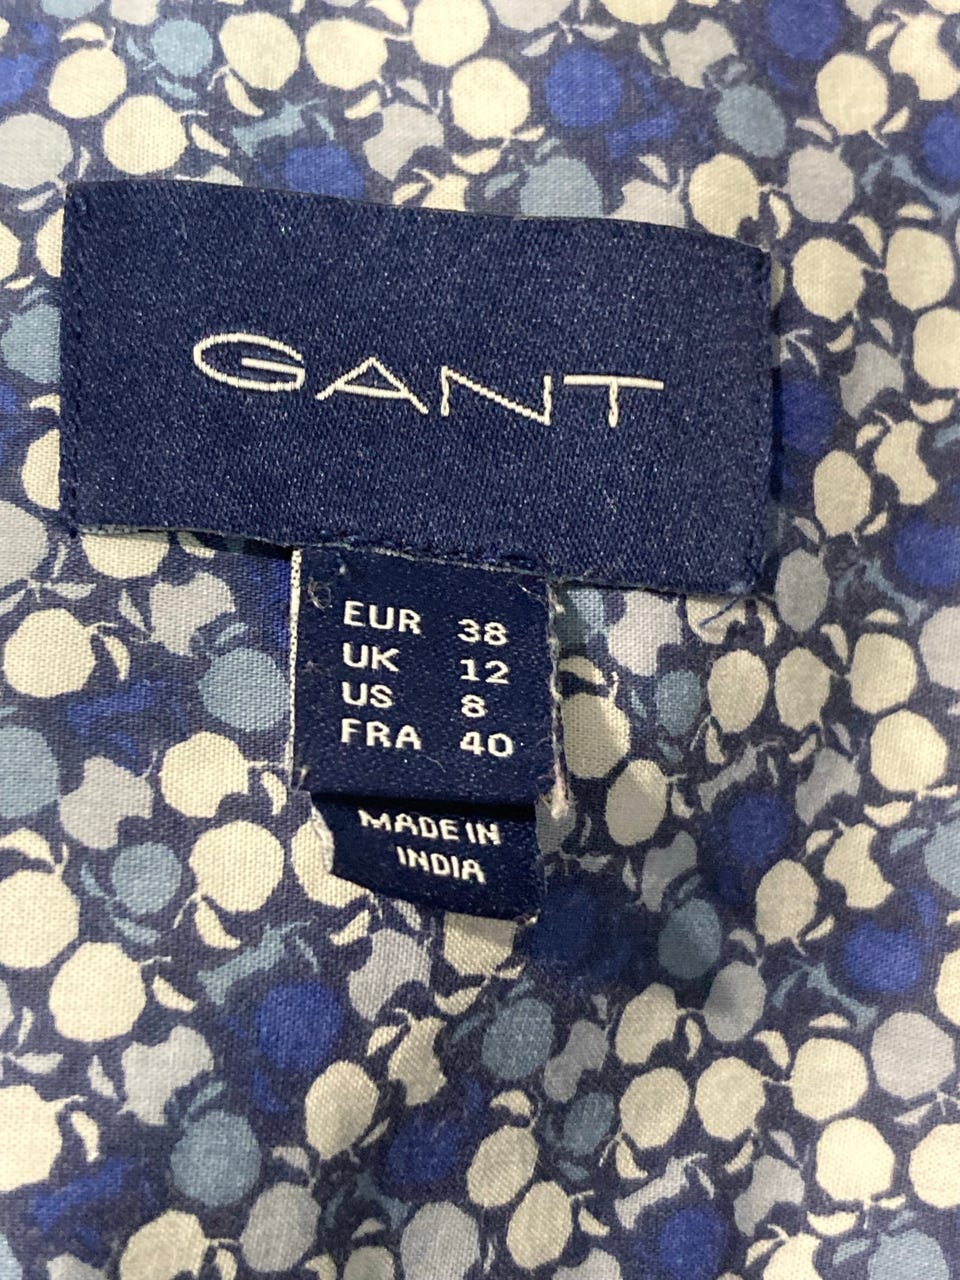 GANT
EUR 38
UK 12
US 8
FRA 40
MADE IN
INDIA